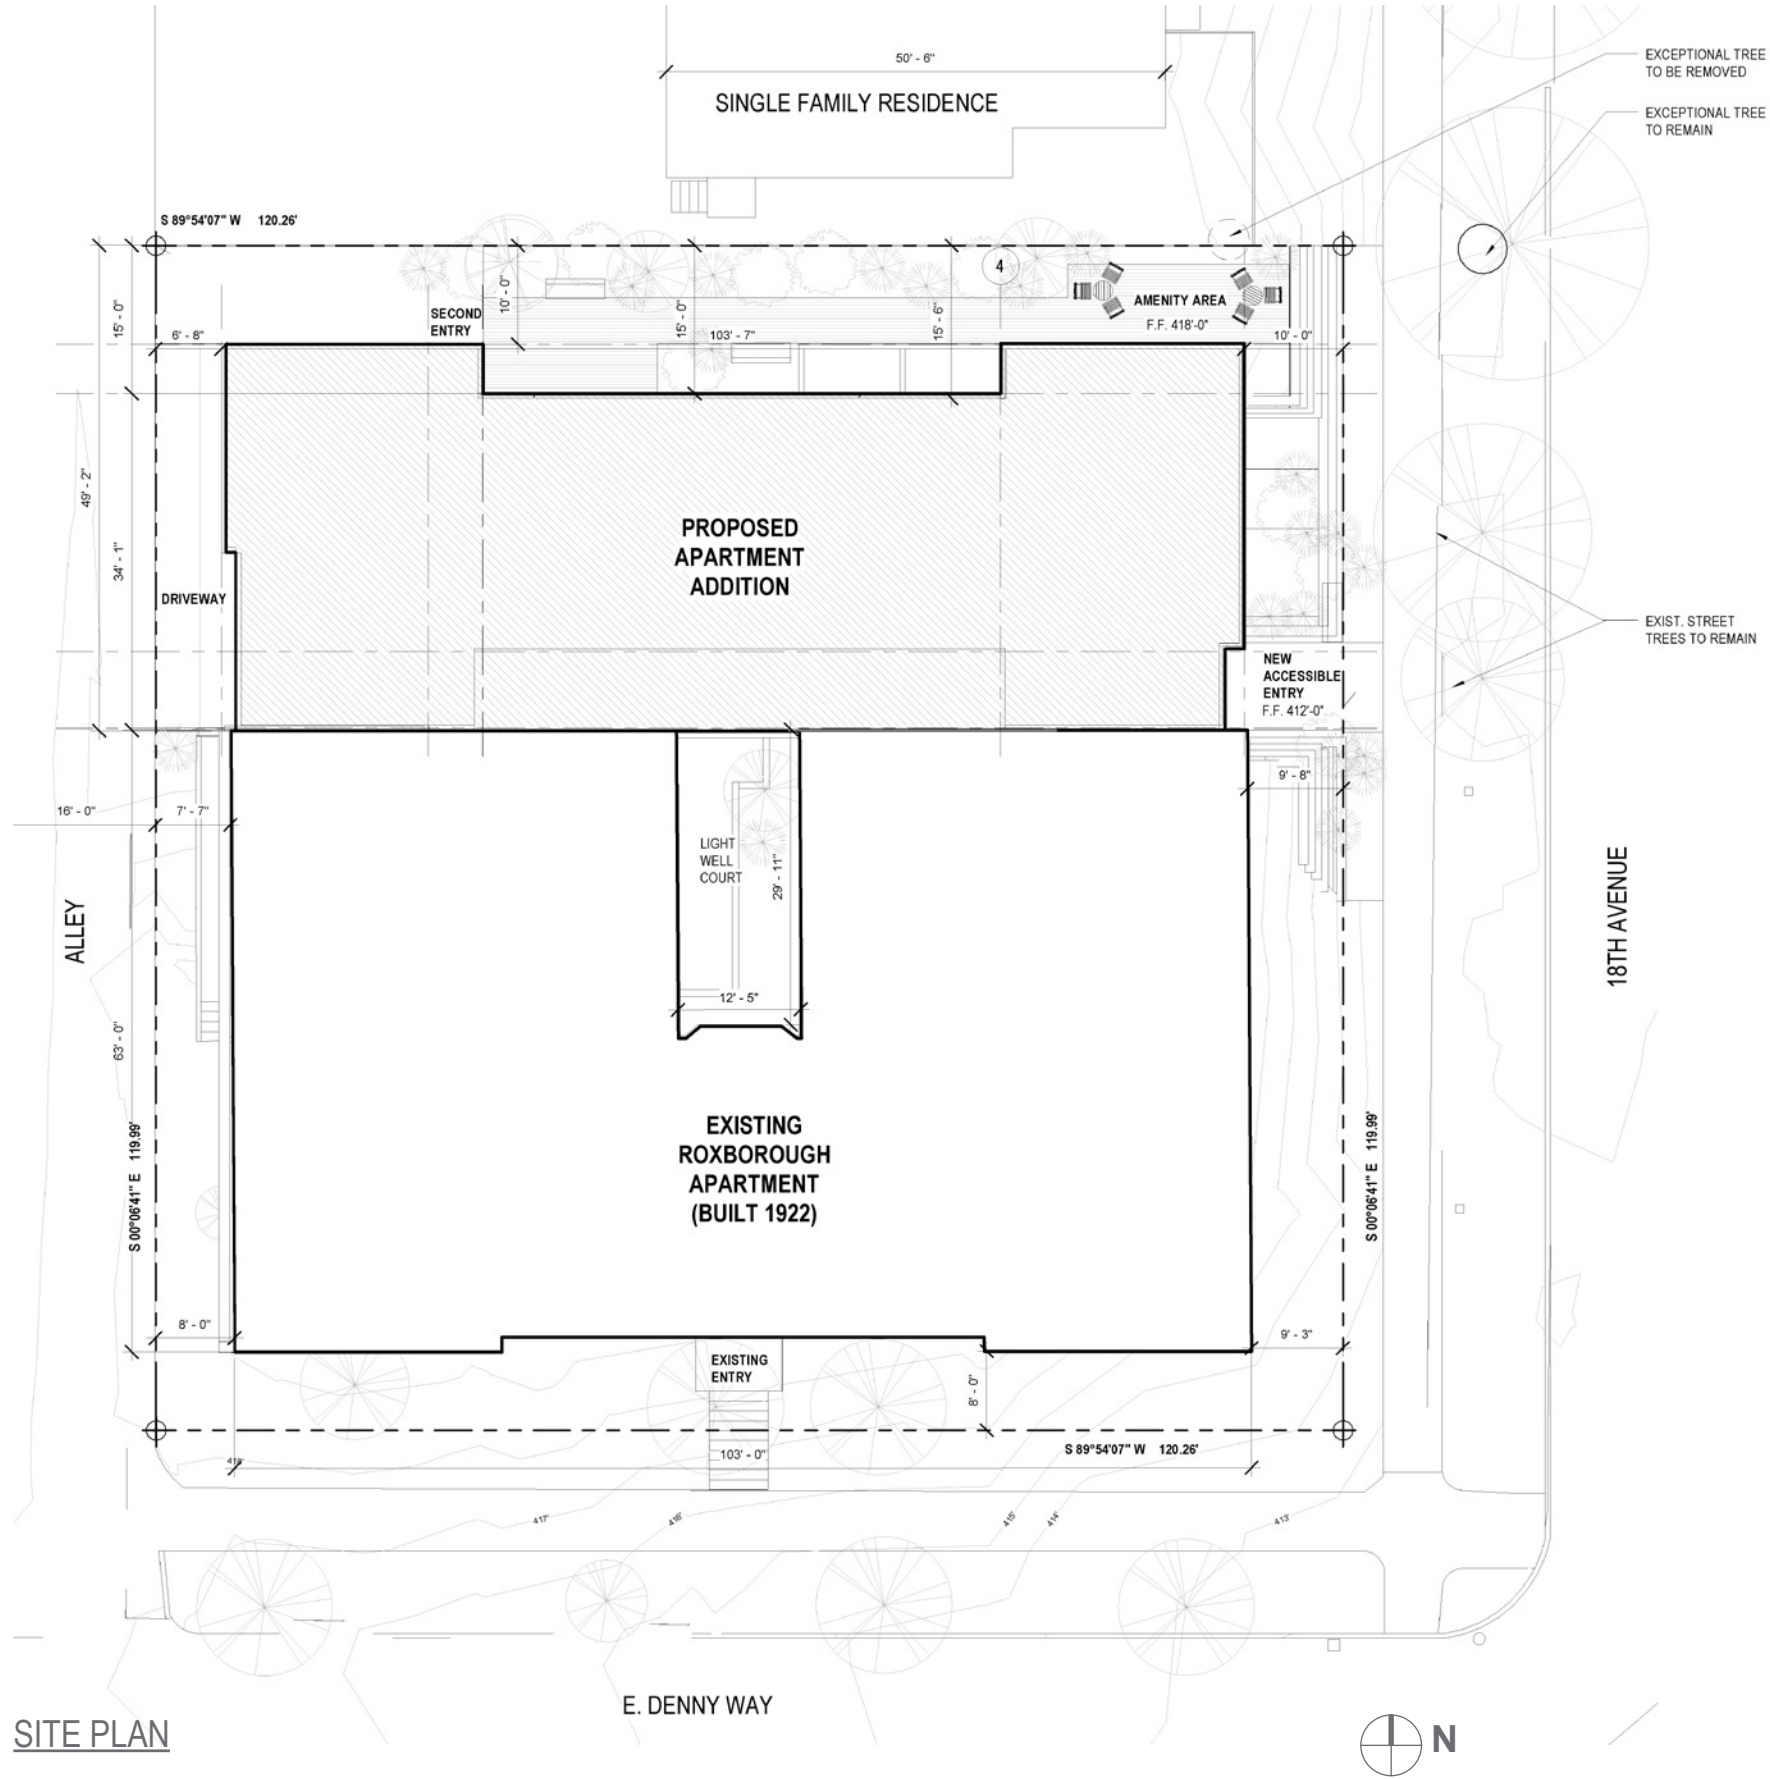 50' - 6"
EXCEPTIONAL TREE
TO BE REMOVED
SINGLE FAMILY RESIDENCE
EXCEPTIONAL TREE
TO REMAIN
S 89°54'07" W 120.26'
4
10' - 0"
SECOND
ENTRY
AMENITY AREA
F.F. 418'-0"
15' - 0"
6' - 8"
15' - 0"
103' - 7"
15' - 6"
10' - 0"
49' - 2"
34' - 1"
PROPOSED
APARTMENT
ADDITION
DRIVEWAY
EXIST. STREET
TREES TO REMAIN
NEW
ACCESSIBLE
ENTRY
F.F. 412'-0"
9' - 8"
16' - 0"
7' - 7"
LIGHT
WELL
COURT
29' - 11"
ALLEY
18TH AVENUE
12' - 5"
63' - 0"
EXISTING
ROXBOROUGH
APARTMENT
(BUILT 1922)
S 00°06'41" E 119.99'
S 00°06'41" E 119.99'
8' - 0"
9' - 3"
EXISTING
ENTRY
8' - 0"
103' - 0"
S 89°54'07" W 120.26'
417'
416'
415'
414'
413'
E. DENNY WAY
SITE PLAN
N